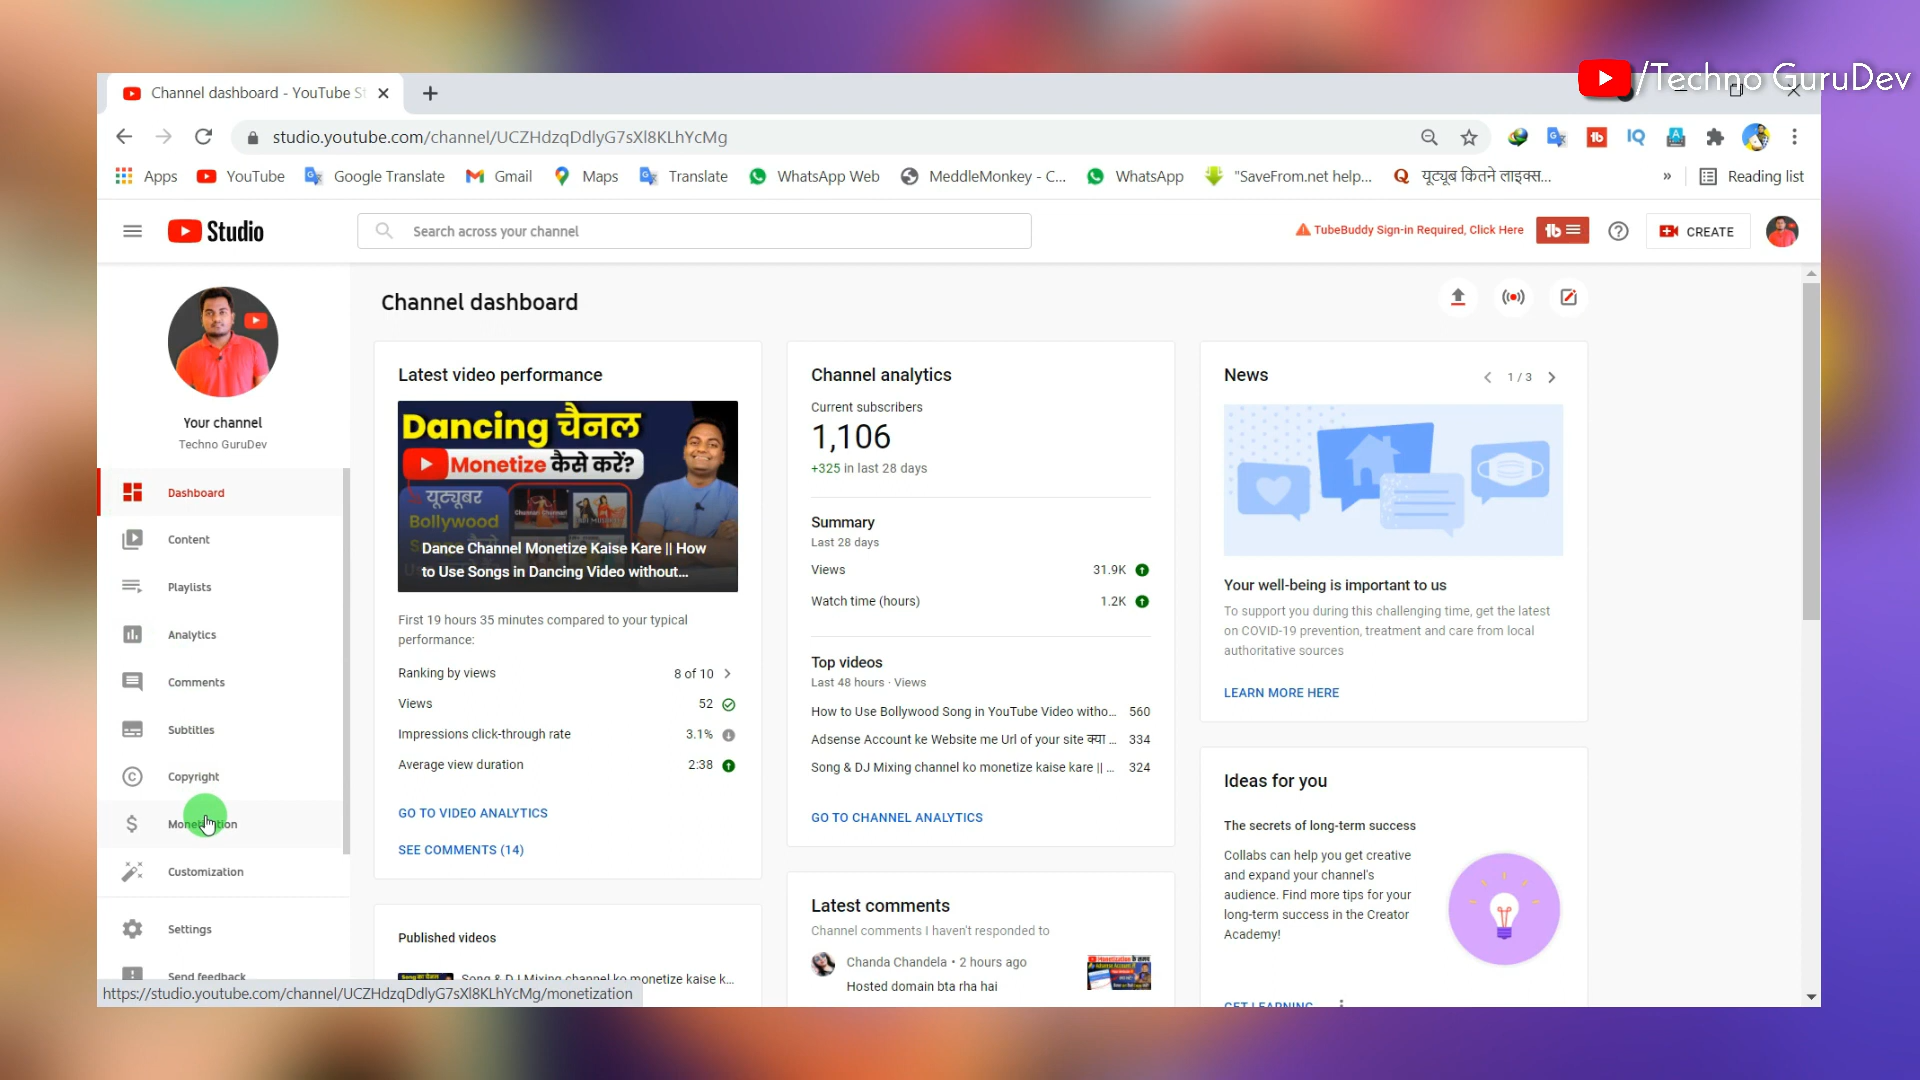 /Techno GuruDev
Channel dashboard - YouTube St
studio.youtube.com/channel/UCZHdzqDdlyG7sXl8KLhYcMg
Apps
YouTube
Google Translate
Gmail
Maps
Translate
WhatsApp Web
MeddleMonkey - C...
WhatsApp
"SaveFrom.net help...
यूट्यूब कितने लाइक्स...
»
Reading list
Studio
Search across your channel
TubeBuddy Sign-in Required, Click Here
CREATE
Your channel
Techno GuruDev
Dashboard
Content
Playlists
Analytics
Comments
Subtitles
Copyright
Customization
Settings
Send feedback
https://studio.youtube.com/channel/UCZHdzqDdlyG7sXl8KLhYcMg/monetization
Channel dashboard
Latest video performance
Dancing चैनल
Monetize कैसे करें?
यूट्यूबर
Bollywood
Dance Channel Monetize Kaise Kare || How
to Use Songs in Dancing Video without...
First 19 hours 35 minutes compared to your typical
performance:
Ranking by views 8 of 10
Views 52
Impressions click-through rate 3.1%
Average view duration 2:38
GO TO VIDEO ANALYTICS
SEE COMMENTS (14)
Published videos
Song & DJ Mixing channel ko monetize kaise k...
Channel analytics
Current subscribers
1,106
+325 in last 28 days
Summary
Last 28 days
Views 31.9K
Watch time (hours) 1.2K
Top videos
Last 48 hours · Views
How to Use Bollywood Song in YouTube Video witho... 560
Adsense Account ke Website me Url of your site क्या ... 334
Song & DJ Mixing channel ko monetize kaise kare || ... 324
GO TO CHANNEL ANALYTICS
Latest comments
Channel comments I haven't responded to
Chanda Chandela • 2 hours ago
Hosted domain bta rha hai
News
1 / 3
Your well-being is important to us
To support you during this challenging time, get the latest
on COVID-19 prevention, treatment and care from local
authoritative sources
LEARN MORE HERE
Ideas for you
The secrets of long-term success
Collabs can help you get creative
and expand your channel's
audience. Find more tips for your
long-term success in the Creator
Academy!
GET LEARNING